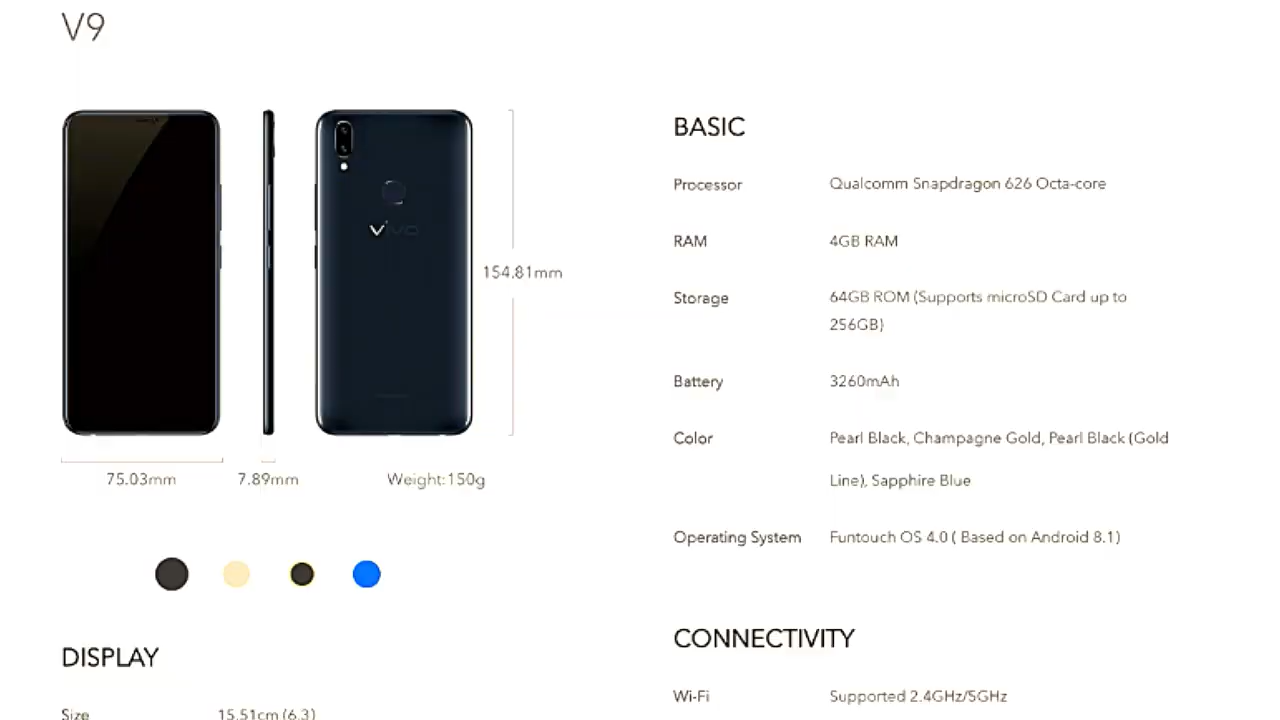 V9
vivo
154.81mm
75.03mm
7.89mm
Weight:150g
DISPLAY
Size
15.51cm (6.3)
BASIC
Processor
Qualcomm Snapdragon 626 Octa-core
RAM
4GB RAM
Storage
64GB ROM (Supports microSD Card up to
256GB)
Battery
3260mAh
Color
Pearl Black, Champagne Gold, Pearl Black (Gold
Line), Sapphire Blue
Operating System
Funtouch OS 4.0 ( Based on Android 8.1)
CONNECTIVITY
Wi-Fi
Supported 2.4GHz/5GHz